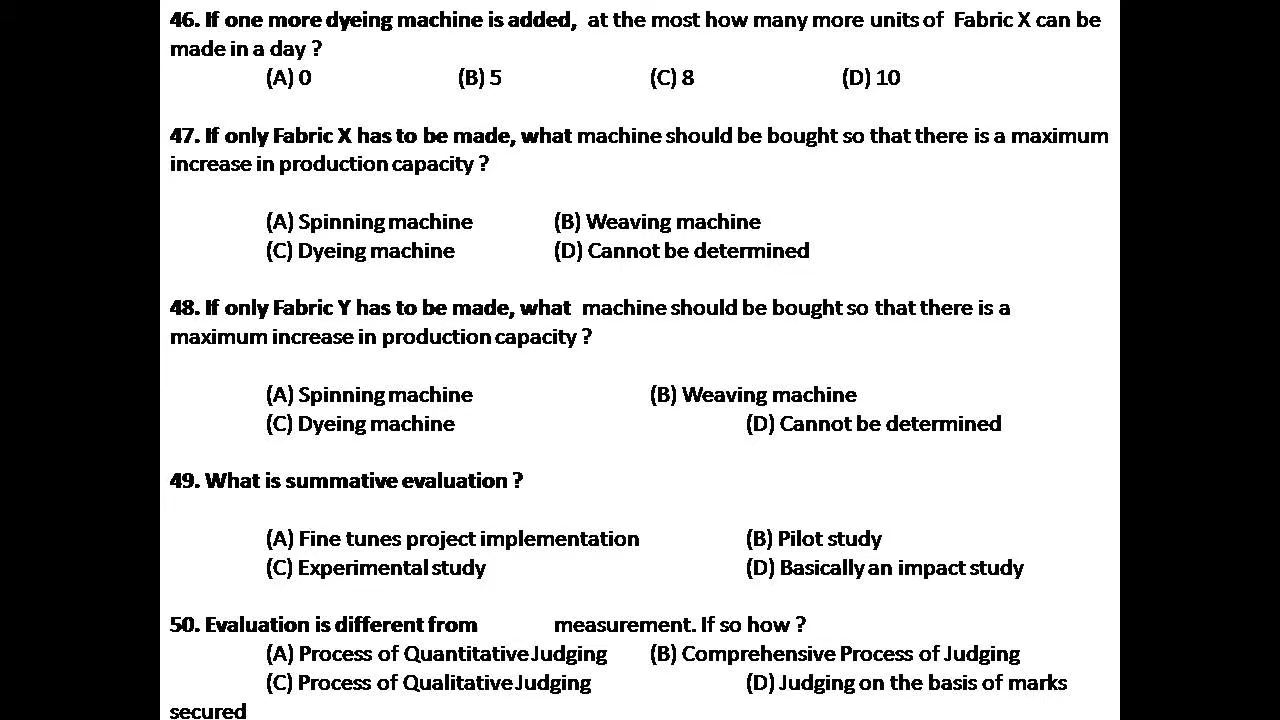 46. If one more dyeing machine is added, at the most how many more units of Fabric X can be
made in a day ?
(A) 0 (B) 5 (C) 8 (D) 10
47. If only Fabric X has to be made, what machine should be bought so that there is a maximum
increase in production capacity ?
(A) Spinning machine (B) Weaving machine
(C) Dyeing machine (D) Cannot be determined
48. If only Fabric Y has to be made, what machine should be bought so that there is a
maximum increase in production capacity ?
(A) Spinning machine (B) Weaving machine
(C) Dyeing machine (D) Cannot be determined
49. What is summative evaluation ?
(A) Fine tunes project implementation (B) Pilot study
(C) Experimental study (D) Basically an impact study
50. Evaluation is different from measurement. If so how ?
(A) Process of Quantitative Judging (B) Comprehensive Process of Judging
(C) Process of Qualitative Judging (D) Judging on the basis of marks
secured